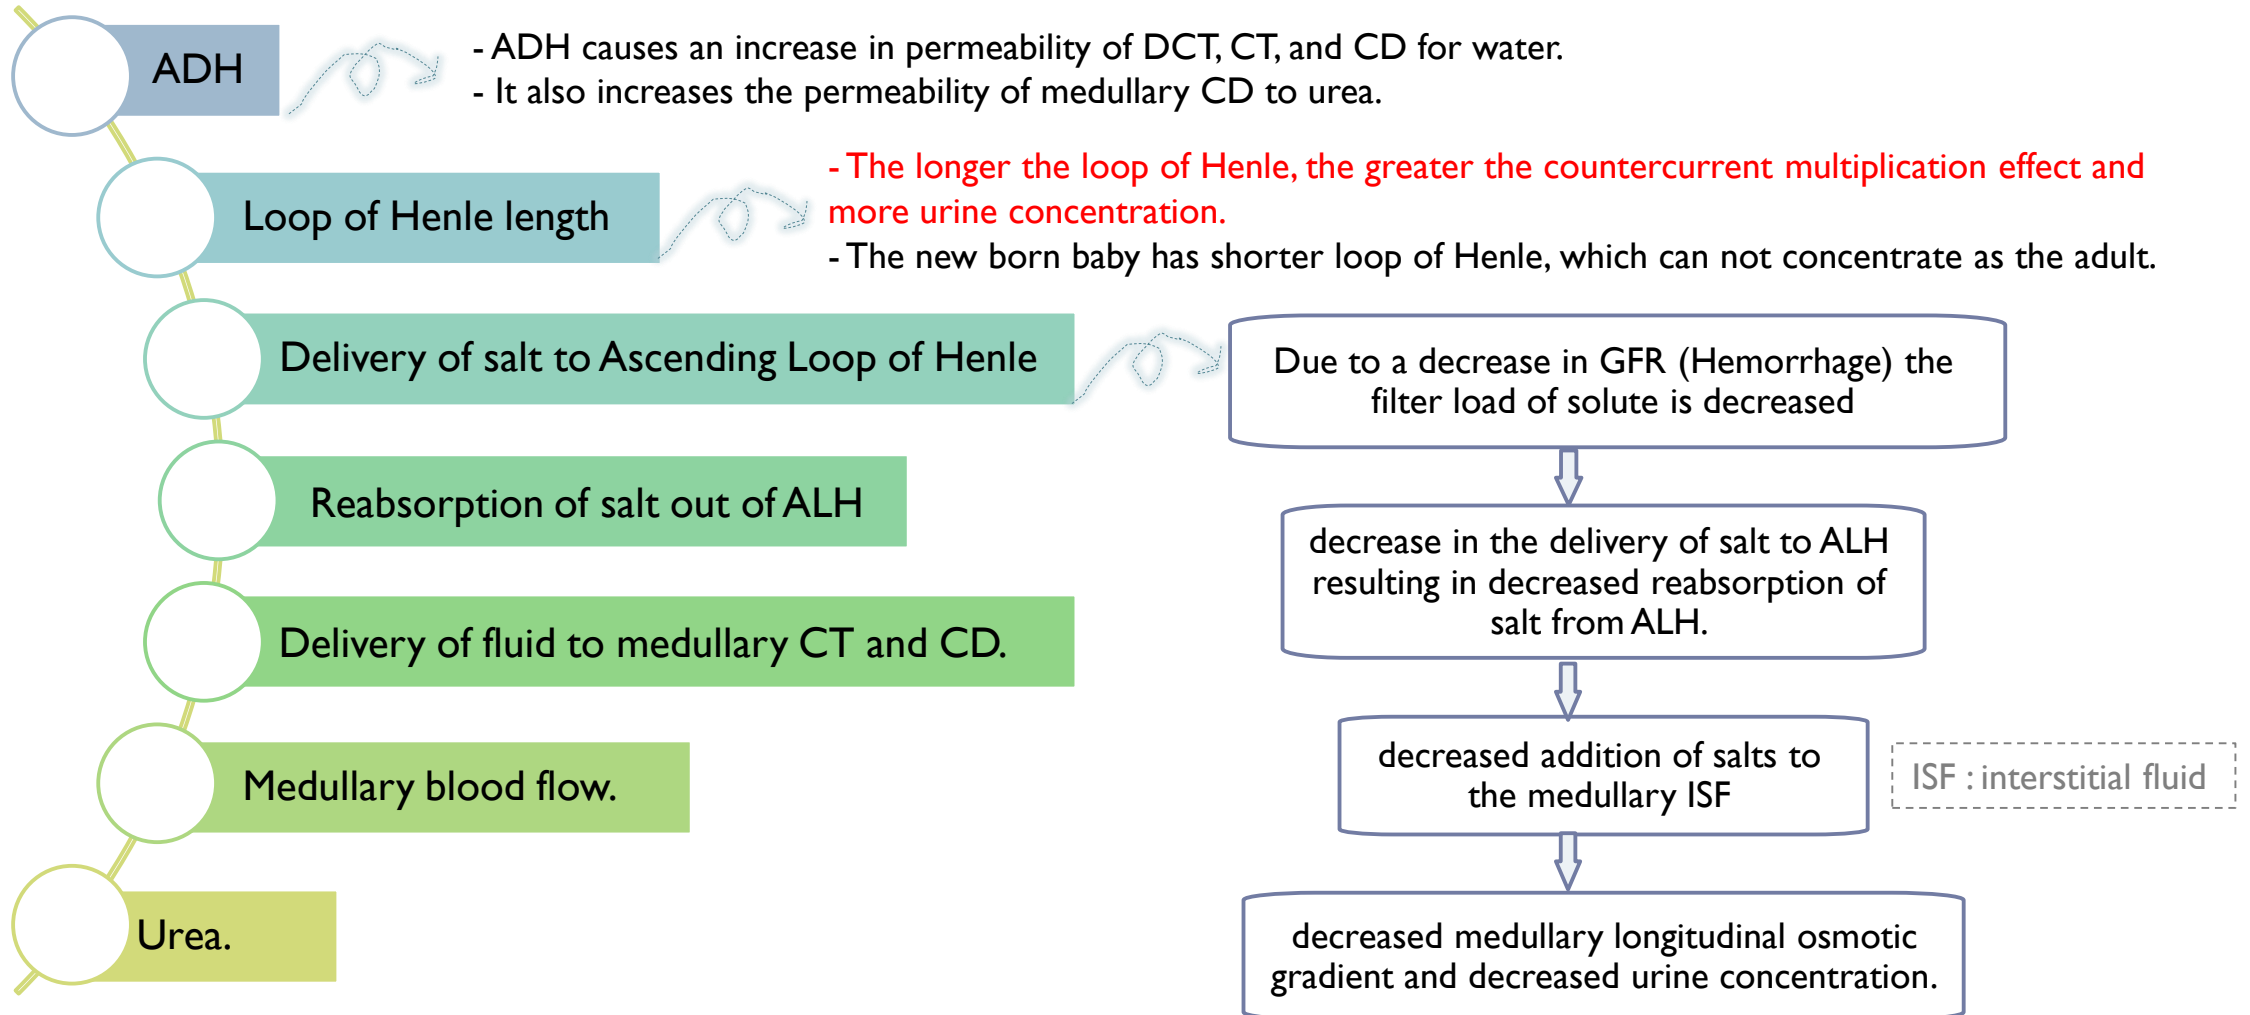 ADH
- ADH causes an increase in permeability of DCT, CT, and CD for water.
- It also increases the permeability of medullary CD to urea.
Loop of Henle length
- The longer the loop of Henle, the greater the countercurrent multiplication effect and
more urine concentration.
- The new born baby has shorter loop of Henle, which can not concentrate as the adult.
Delivery of salt to Ascending Loop of Henle
Due to a decrease in GFR (Hemorrhage) the
filter load of solute is decreased
decrease in the delivery of salt to ALH
resulting in decreased reabsorption of
salt from ALH.
decreased addition of salts to
the medullary ISF
ISF : interstitial fluid
decreased medullary longitudinal osmotic
gradient and decreased urine concentration.
Reabsorption of salt out of ALH
Delivery of fluid to medullary CT and CD.
Medullary blood flow.
Urea.